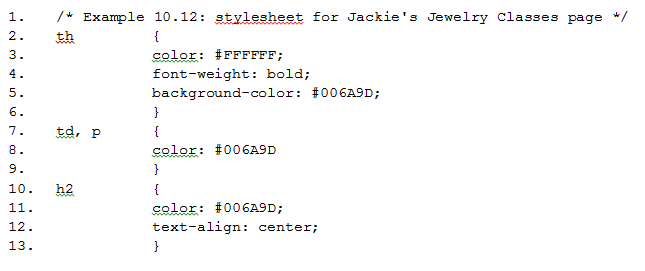 1. /* Example 10.12: stylesheet for Jackie's Jewelry Classes page */
2. th {
3. color: #FFFFFF;
4. font-weight: bold;
5. background-color: #006A9D;
6. }
7. td, p {
8. color: #006A9D
9. }
10. h2 {
11. color: #006A9D;
12. text-align: center;
13. }